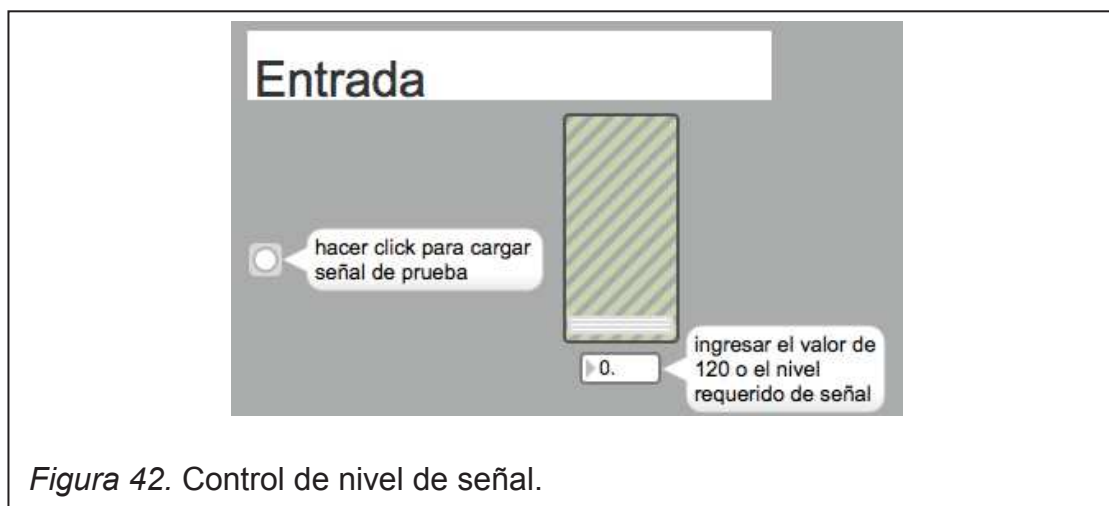 Entrada
hacer click para cargar
señal de prueba
0.
ingresar el valor de
120 o el nivel
requerido de señal
Figura 42. Control de nivel de señal.